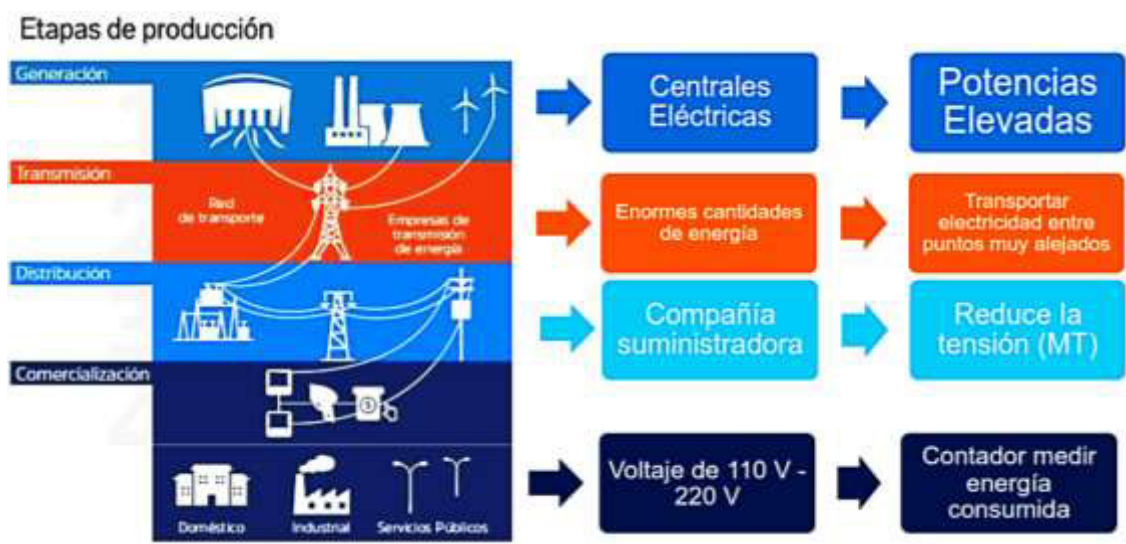 Etapas de producción
Generación
Centrales
Eléctricas
Potencias
Elevadas
Transmisión
Red
de transporte
Empresas de
transmisión
de energía
Enormes cantidades
de energía
Transportar
electricidad entre
puntos muy alejados
Distribución
Compañía
suministradora
Reduce la
tensión (MT)
Comercialización
Doméstico
Industrial
Servicios Públicos
Voltaje de 110 V -
220 V
Contador medir
energía
consumida